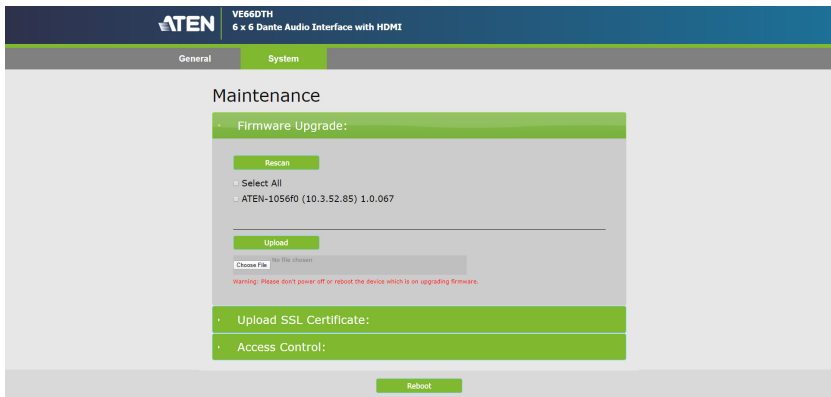 ATEN
VE66DTH
6 x 6 Dante Audio Interface with HDMI
General
System
Maintenance
Firmware Upgrade:
Rescan
Select All
ATEN-1056f0 (10.3.52.85) 1.0.067
Upload
Choose File No file chosen
Warning: Please don't power off or reboot the device which is on upgrading firmware.
Upload SSL Certificate:
Access Control:
Reboot